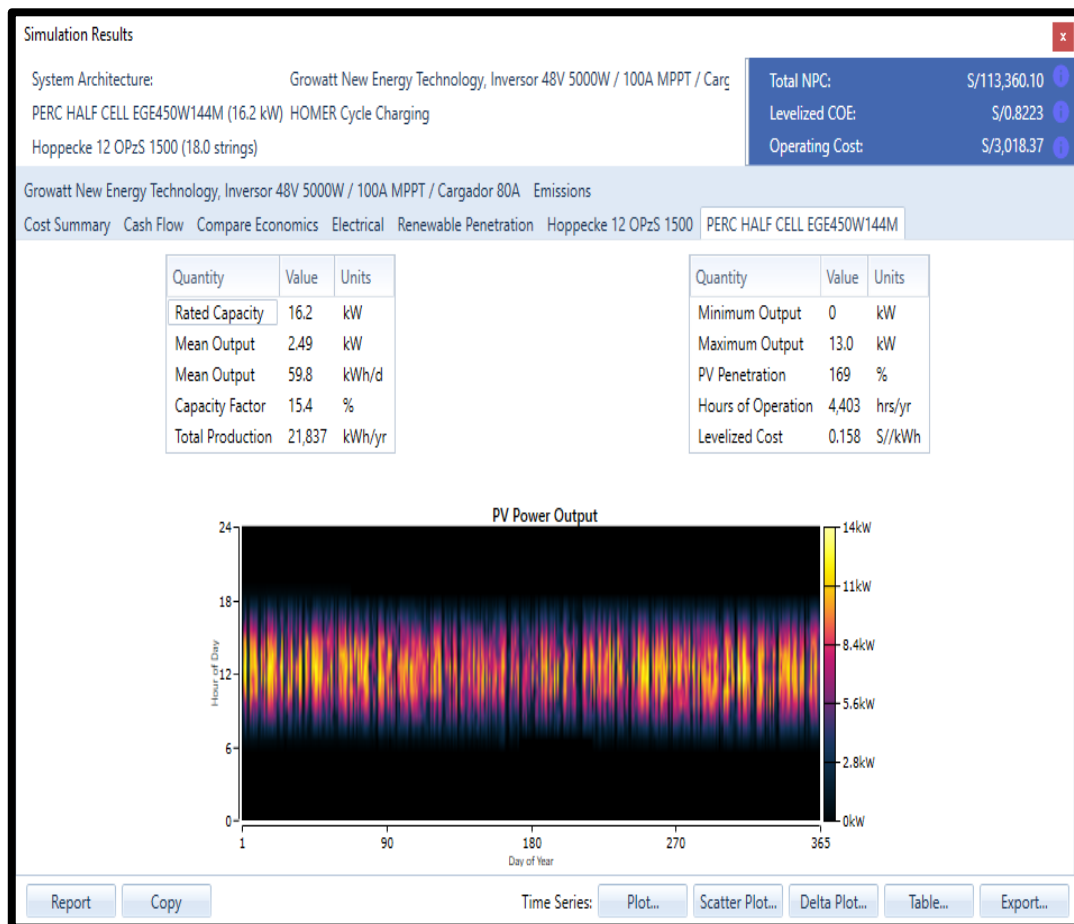 Simulation Results
x
System Architecture:
Growatt New Energy Technology, Inversor 48V 5000W / 100A MPPT / Carg
PERC HALF CELL EGE450W144M (16.2 kW) HOMER Cycle Charging
Hoppecke 12 OPzS 1500 (18.0 strings)
Total NPC: S/113,360.10
Levelized COE: S/0.8223
Operating Cost: S/3,018.37
Growatt New Energy Technology, Inversor 48V 5000W / 100A MPPT / Cargador 80A Emissions
Cost Summary Cash Flow Compare Economics Electrical Renewable Penetration Hoppecke 12 OPzS 1500 PERC HALF CELL EGE450W144M
Quantity Value Units
Rated Capacity 16.2 kW
Mean Output 2.49 kW
Mean Output 59.8 kWh/d
Capacity Factor 15.4 %
Total Production 21,837 kWh/yr
Quantity Value Units
Minimum Output 0 kW
Maximum Output 13.0 kW
PV Penetration 169 %
Hours of Operation 4,403 hrs/yr
Levelized Cost 0.158 S//kWh
PV Power Output
24
18
12
6
0
Hour of Day
14kW
11kW
8.4kW
5.6kW
2.8kW
0kW
1 90 180 270 365
Day of Year
Report Copy Time Series: Plot... Scatter Plot... Delta Plot... Table... Export...